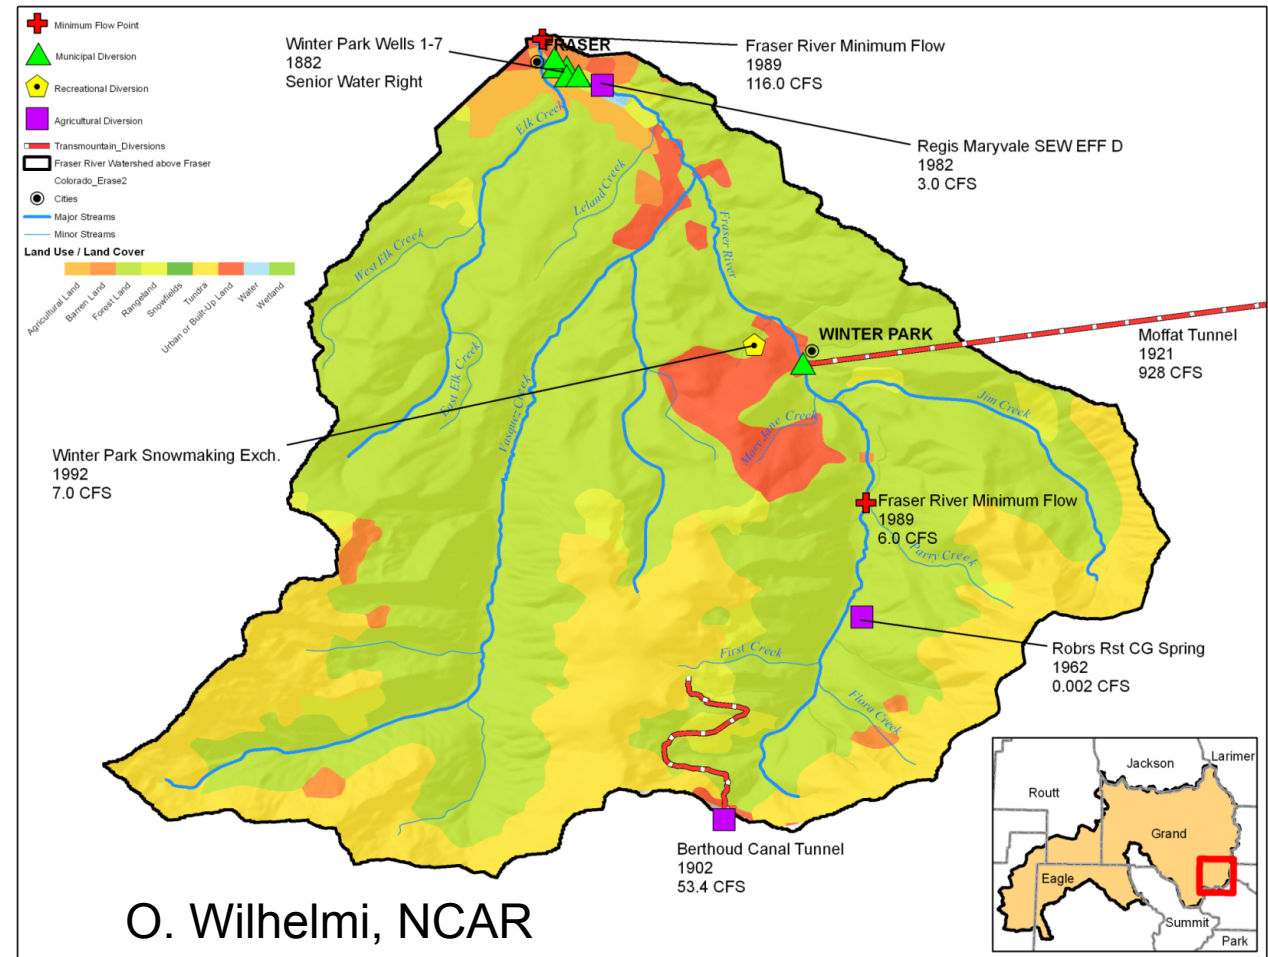 Minimum Flow Point
Municipal Diversion
Recreational Diversion
Agricultural Diversion
Transmountain_Diversions
Fraser River Watershed above Fraser
Colorado_Erase2
Cities
Major Streams
Minor Streams
Land Use / Land Cover
Agricultural Land
Barren Land
Forest Land
Rangeland
Snowfields
Tundra
Urban or Built-Up Land
Water
Wetland
Winter Park Wells 1-7
1882
Senior Water Right
FRASER
Fraser River Minimum Flow
1989
116.0 CFS
Regis Maryvale SEW EFF D
1982
3.0 CFS
Elk Creek
Leland Creek
West Elk Creek
Fraser River
WINTER PARK
Moffat Tunnel
1921
928 CFS
East Elk Creek
Vasquez Creek
Mary Jane Creek
Jim Creek
Winter Park Snowmaking Exch.
1992
7.0 CFS
Fraser River Minimum Flow
1989
6.0 CFS
Parry Creek
Robrs Rst CG Spring
1962
0.002 CFS
First Creek
Flora Creek
Berthoud Canal Tunnel
1902
53.4 CFS
O. Wilhelmi, NCAR
Jackson
Larimer
Routt
Grand
Eagle
Summit
Park